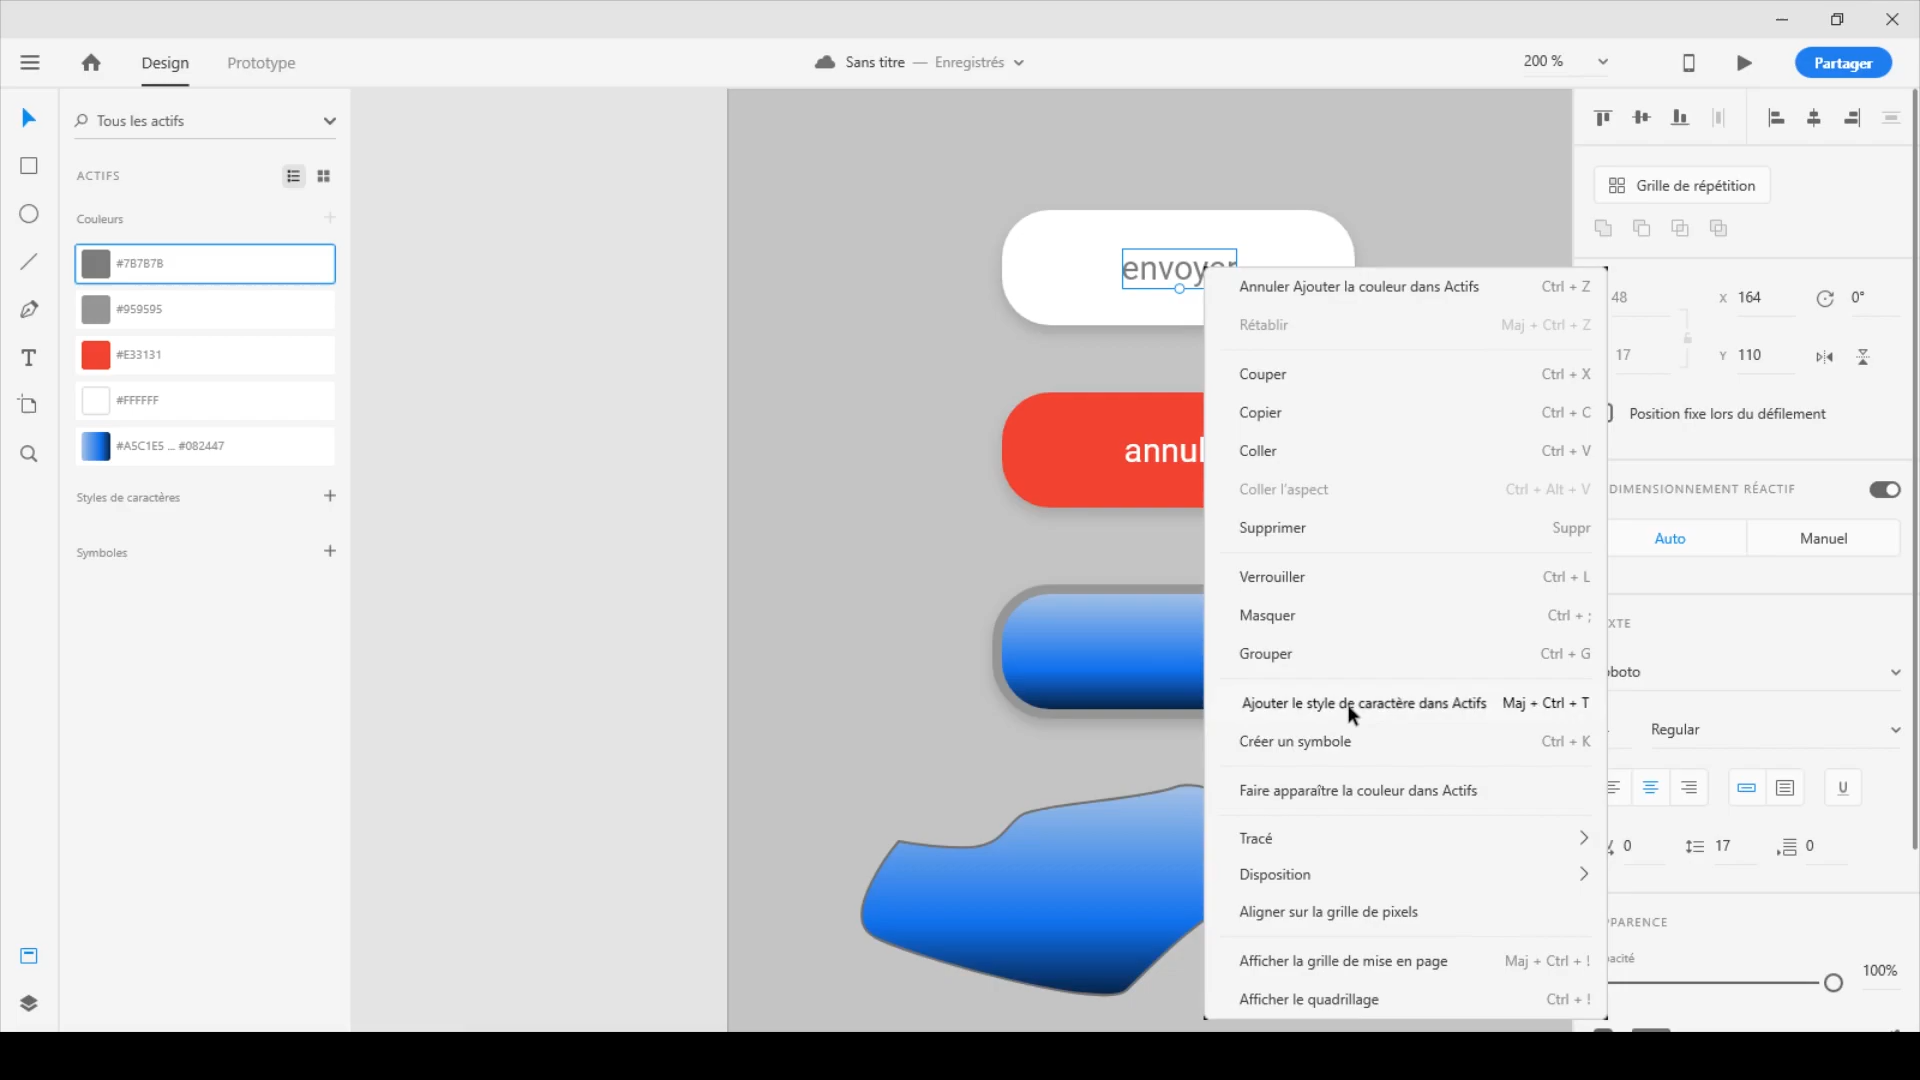 Design
Prototype
Sans titre — Enregistrés
200 %
Partager
Tous les actifs
ACTIFS
Couleurs
#7B7B7B
#959595
#E33131
#FFFFFF
#A5C1E5 ... #082447
Styles de caractères
Symboles
envoyer
annul
Annuler Ajouter la couleur dans Actifs Ctrl + Z
Rétablir Maj + Ctrl + Z
Couper Ctrl + X
Copier Ctrl + C
Coller Ctrl + V
Coller l'aspect Ctrl + Alt + V
Supprimer Suppr
Verrouiller Ctrl + L
Masquer Ctrl + ;
Grouper Ctrl + G
Ajouter le style de caractère dans Actifs Maj + Ctrl + T
Créer un symbole Ctrl + K
Faire apparaître la couleur dans Actifs
Tracé
Disposition
Aligner sur la grille de pixels
Afficher la grille de mise en page Maj + Ctrl + !
Afficher le quadrillage Ctrl + !
Grille de répétition
48 X 164 0°
17 Y 110
Position fixe lors du défilement
DIMENSIONNEMENT RÉACTIF
Auto Manuel
XTE
oboto
Regular
U
0 17 0
PARENCE
acité
100%